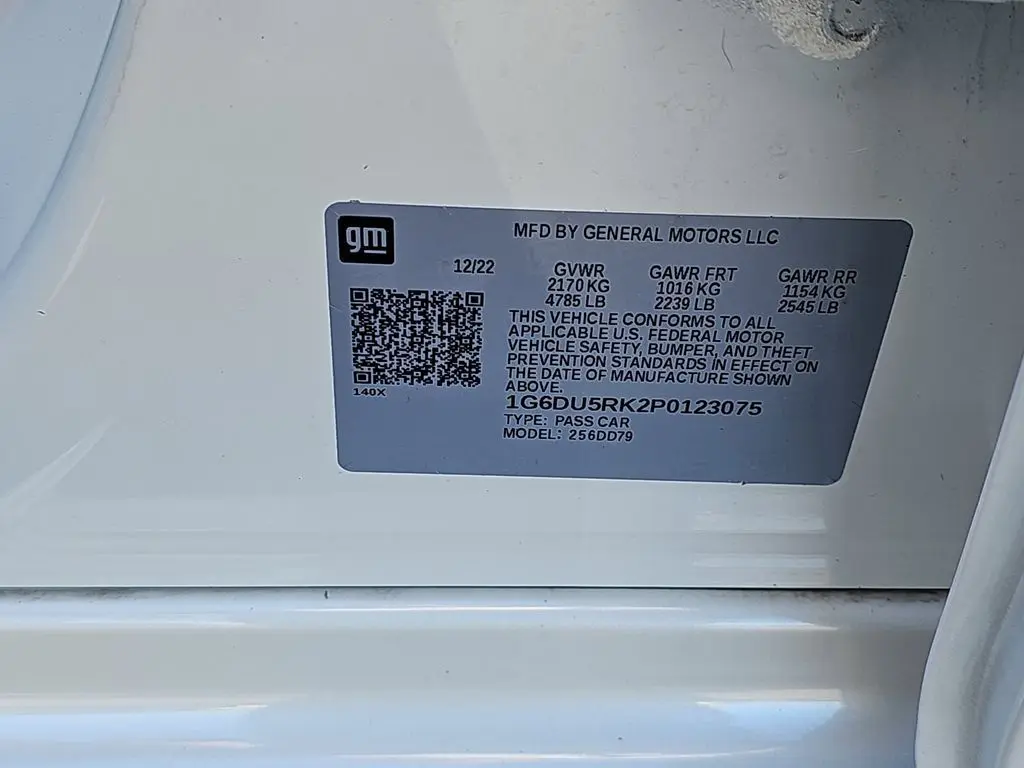 gm
MFD BY GENERAL MOTORS LLC
12/22
GVWR
2170 KG
4785 LB
GAWR FRT
1016 KG
2239 LB
GAWR RR
1154 KG
2545 LB
THIS VEHICLE CONFORMS TO ALL
APPLICABLE U.S. FEDERAL MOTOR
VEHICLE SAFETY, BUMPER, AND THEFT
PREVENTION STANDARDS IN EFFECT ON
THE DATE OF MANUFACTURE SHOWN
ABOVE.
140X
1G6DU5RK2P0123075
TYPE: PASS CAR
MODEL: 256DD79